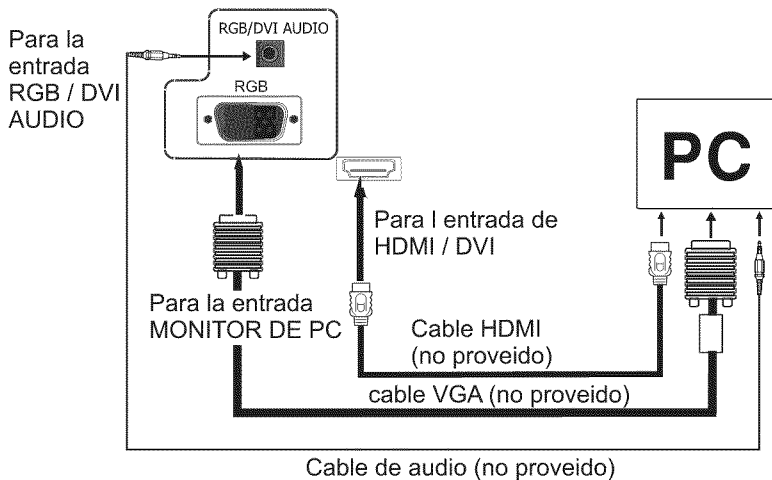 Para la
entrada
RGB / DVI
AUDIO
RGB/DVI AUDIO
RGB
PC
Para l entrada de
HDMI / DVI
Para la entrada
MONITOR DE PC
Cable HDMI
(no proveido)
cable VGA (no proveido)
Cable de audio (no proveido)